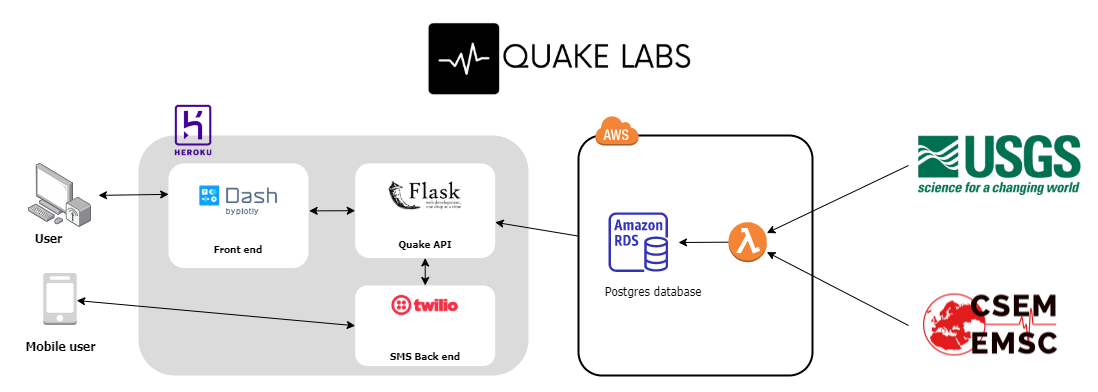 QUAKE LABS
HEROKU
AWS
USGS
science for a changing world
Dash
by plotly
Front end
Flask
web development,
one drop at a time
Quake API
User
Amazon
RDS
λ
Postgres database
twilio
SMS Back end
Mobile user
CSEM
EMSC